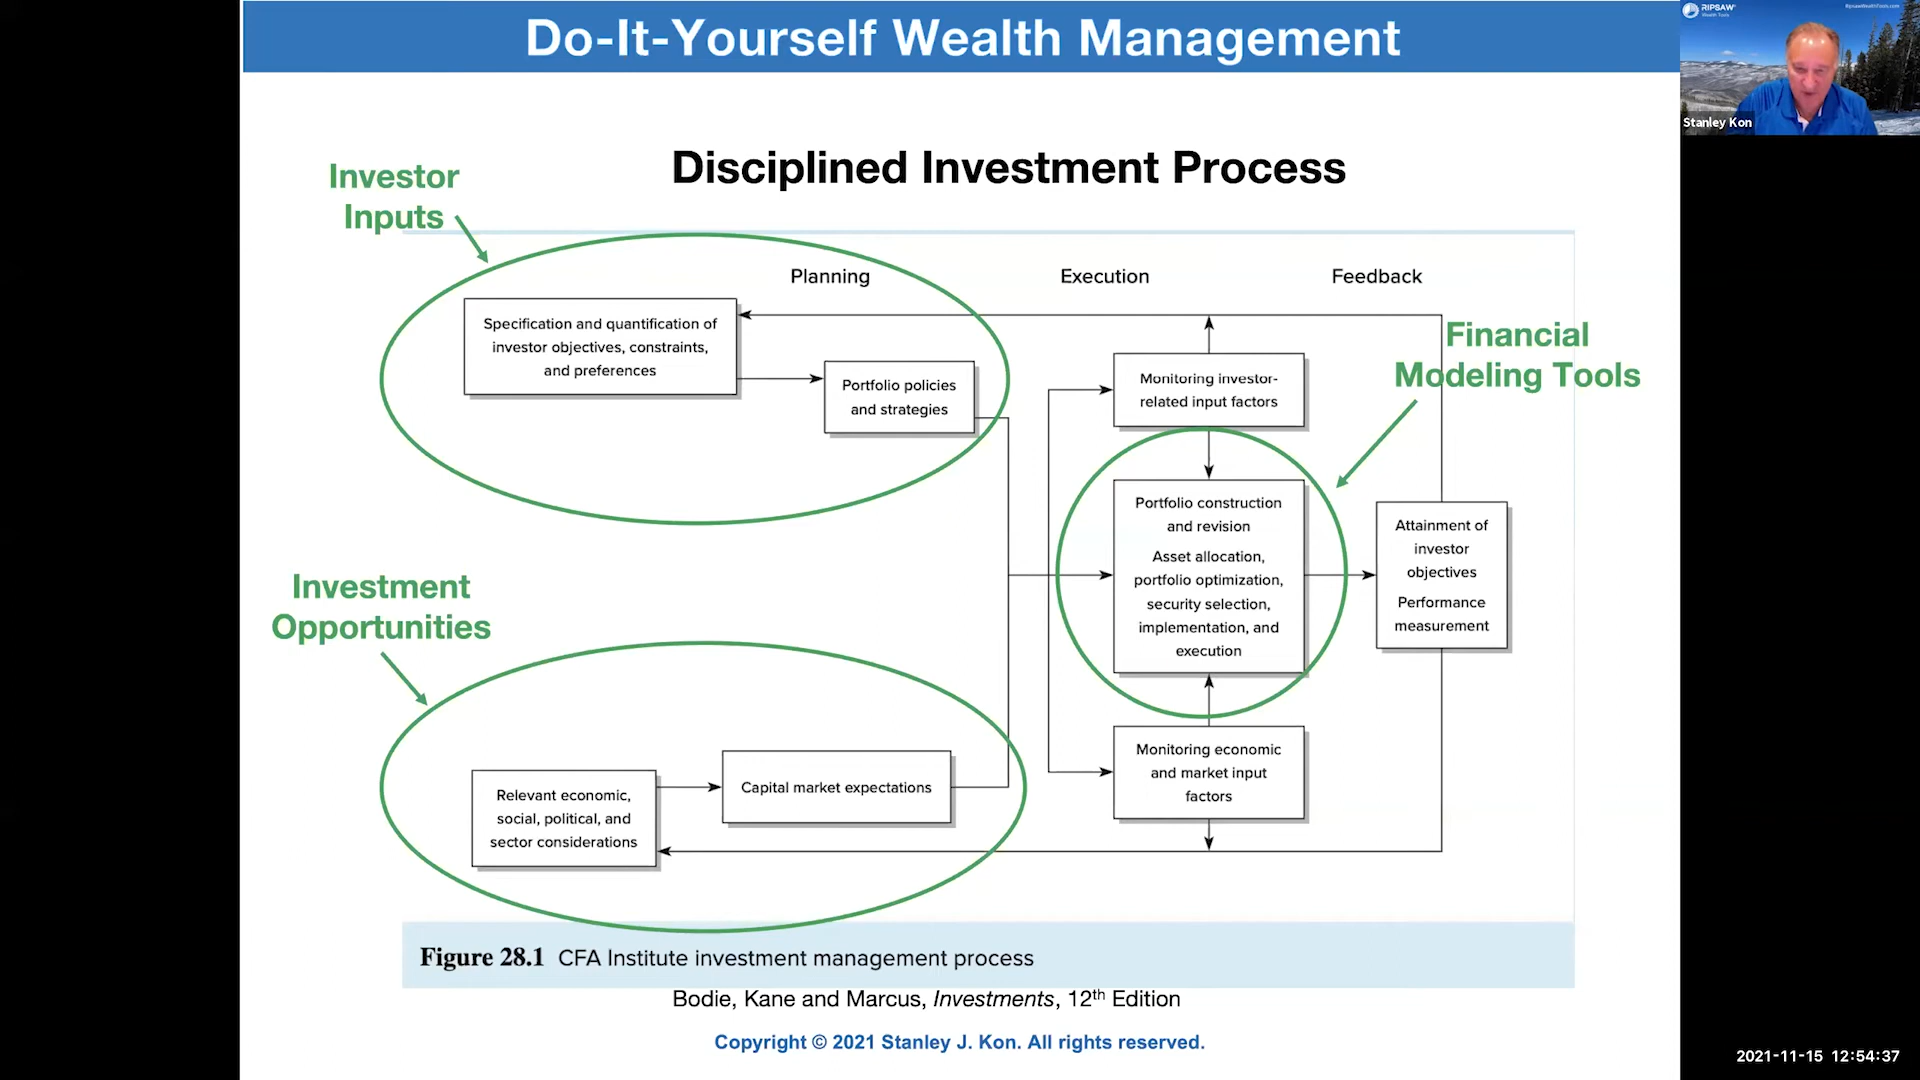 Do-It-Yourself Wealth Management
RIPSAW
Wealth Tools
RipsawWealthTools.com
Stanley Kon
Disciplined Investment Process
Investor
Inputs
Planning
Execution
Feedback
Specification and quantification of
investor objectives, constraints,
and preferences
Portfolio policies
and strategies
Monitoring investor-
related input factors
Financial
Modeling Tools
Portfolio construction
and revision
Asset allocation,
portfolio optimization,
security selection,
implementation, and
execution
Attainment of
investor
objectives
Performance
measurement
Investment
Opportunities
Relevant economic,
social, political, and
sector considerations
Capital market expectations
Monitoring economic
and market input
factors
Figure 28.1 CFA Institute investment management process
Bodie, Kane and Marcus, Investments, 12th Edition
Copyright © 2021 Stanley J. Kon. All rights reserved.
2021-11-15 12:54:37